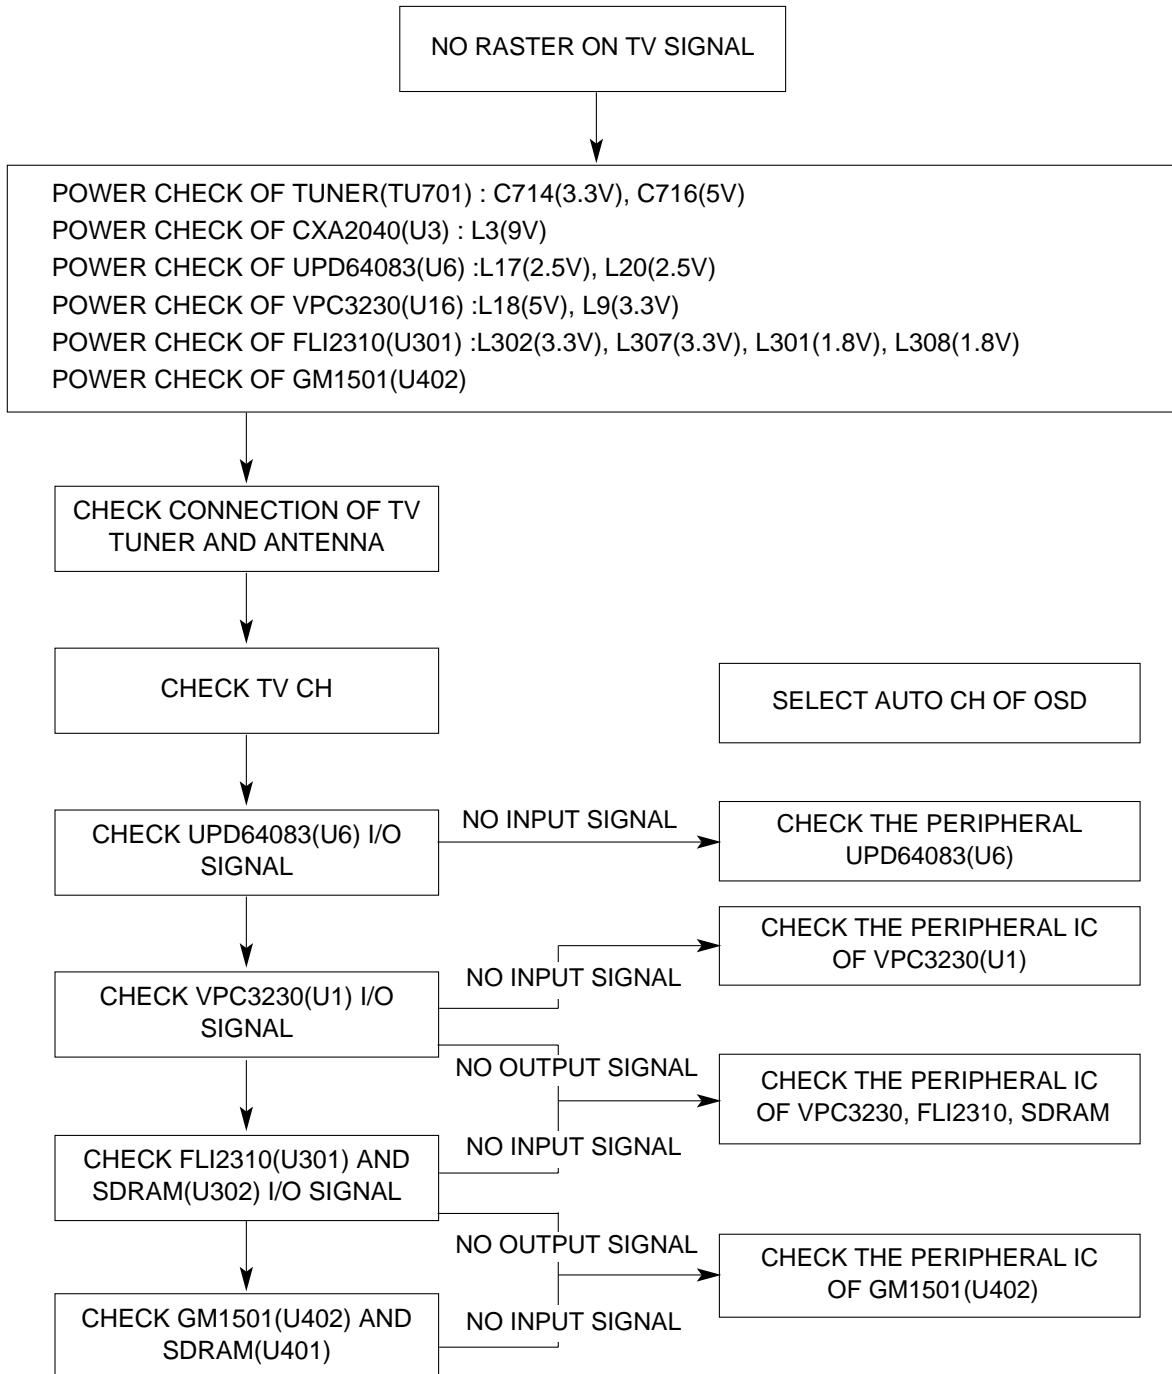 NO RASTER ON TV SIGNAL
POWER CHECK OF TUNER(TU701) : C714(3.3V), C716(5V)
POWER CHECK OF CXA2040(U3) : L3(9V)
POWER CHECK OF UPD64083(U6) :L17(2.5V), L20(2.5V)
POWER CHECK OF VPC3230(U16) :L18(5V), L9(3.3V)
POWER CHECK OF FLI2310(U301) :L302(3.3V), L307(3.3V), L301(1.8V), L308(1.8V)
POWER CHECK OF GM1501(U402)
CHECK CONNECTION OF TV
TUNER AND ANTENNA
CHECK TV CH
SELECT AUTO CH OF OSD
CHECK UPD64083(U6) I/O
SIGNAL
NO INPUT SIGNAL
CHECK THE PERIPHERAL
UPD64083(U6)
CHECK VPC3230(U1) I/O
SIGNAL
NO INPUT SIGNAL
CHECK THE PERIPHERAL IC
OF VPC3230(U1)
NO OUTPUT SIGNAL
CHECK THE PERIPHERAL IC
OF VPC3230, FLI2310, SDRAM
NO INPUT SIGNAL
CHECK FLI2310(U301) AND
SDRAM(U302) I/O SIGNAL
NO OUTPUT SIGNAL
CHECK THE PERIPHERAL IC
OF GM1501(U402)
NO INPUT SIGNAL
CHECK GM1501(U402) AND
SDRAM(U401)